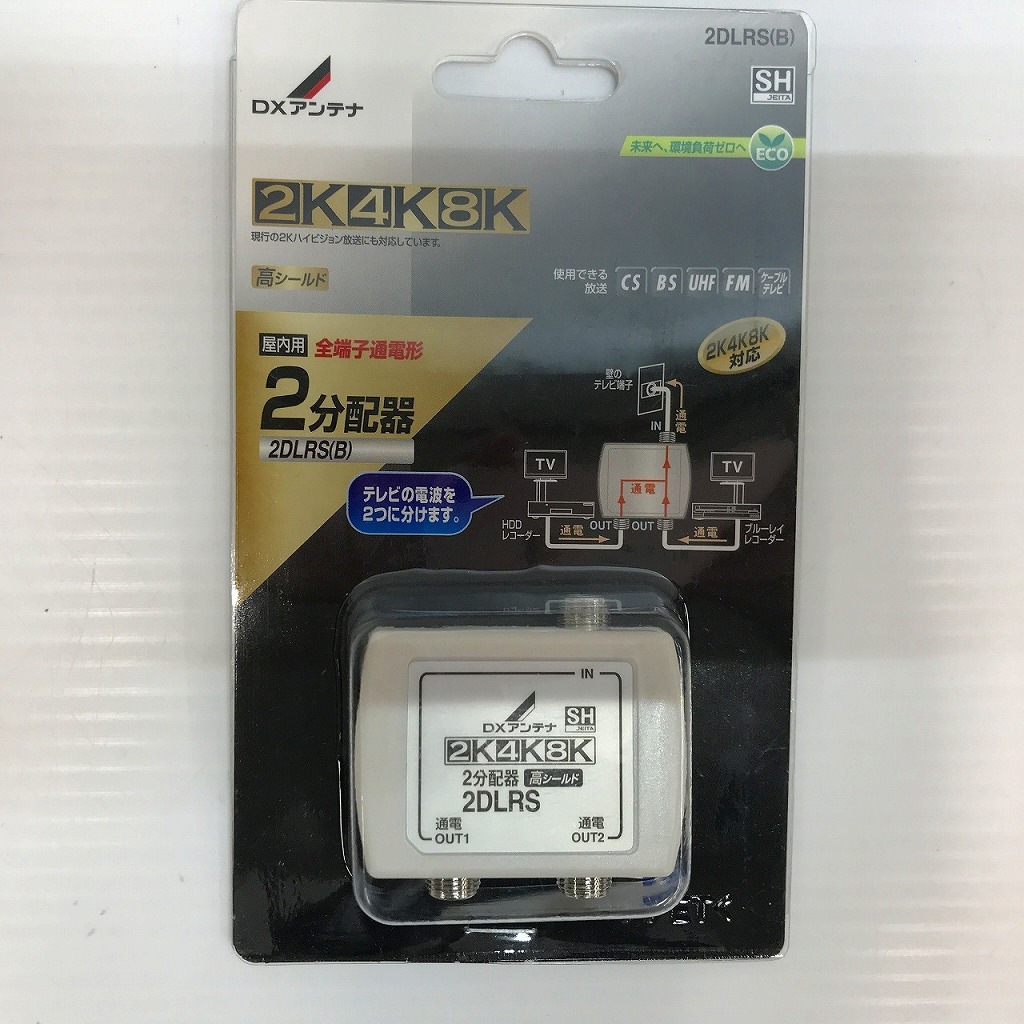 2DLRS(B)
DXアンテナ
SH
JEITA
未来へ、環境負荷ゼロへ
ECO
2K4K8K
現行の2Kハイビジョン放送にも対応しています。
高シールド
使用できる
放送
CS BS UHF FM ケーブル
テレビ
屋内用 全端子通電形
2分配器
2DLRS(B)
2K4K8K
対応
壁の
テレビ端子
IN
通電
TV
TV
通電
テレビの電波を
2つに分けます。
HDD
レコーダー
通電
OUT OUT
通電
ブルーレイ
レコーダー
IN
DXアンテナ
SH
JEITA
2K4K8K
2分配器 高シールド
2DLRS
通電
OUT1
通電
OUT2